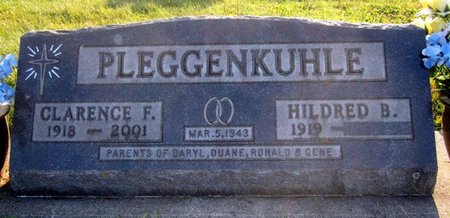 PLEGGENKUHLE
CLARENCE F. HILDRED B.
1918 — 2001 MAR. 5, 1943 1919 —
PARENTS OF DARYL, DUANE, RONALD & GENE